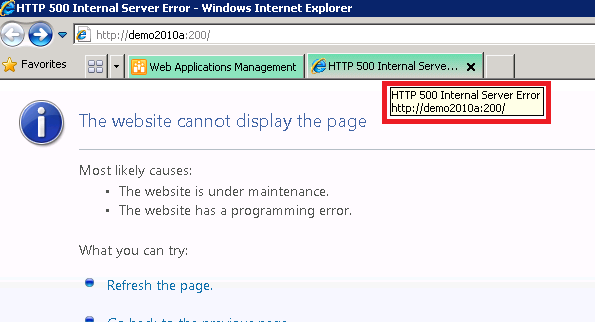 HTTP 500 Internal Server Error - Windows Internet Explorer
http://demo2010a:200/
Favorites
Web Applications Management
HTTP 500 Internal Serve...
HTTP 500 Internal Server Error
http://demo2010a:200/
The website cannot display the page
Most likely causes:
• The website is under maintenance.
• The website has a programming error.
What you can try:
Refresh the page.
Go back to the previous page.